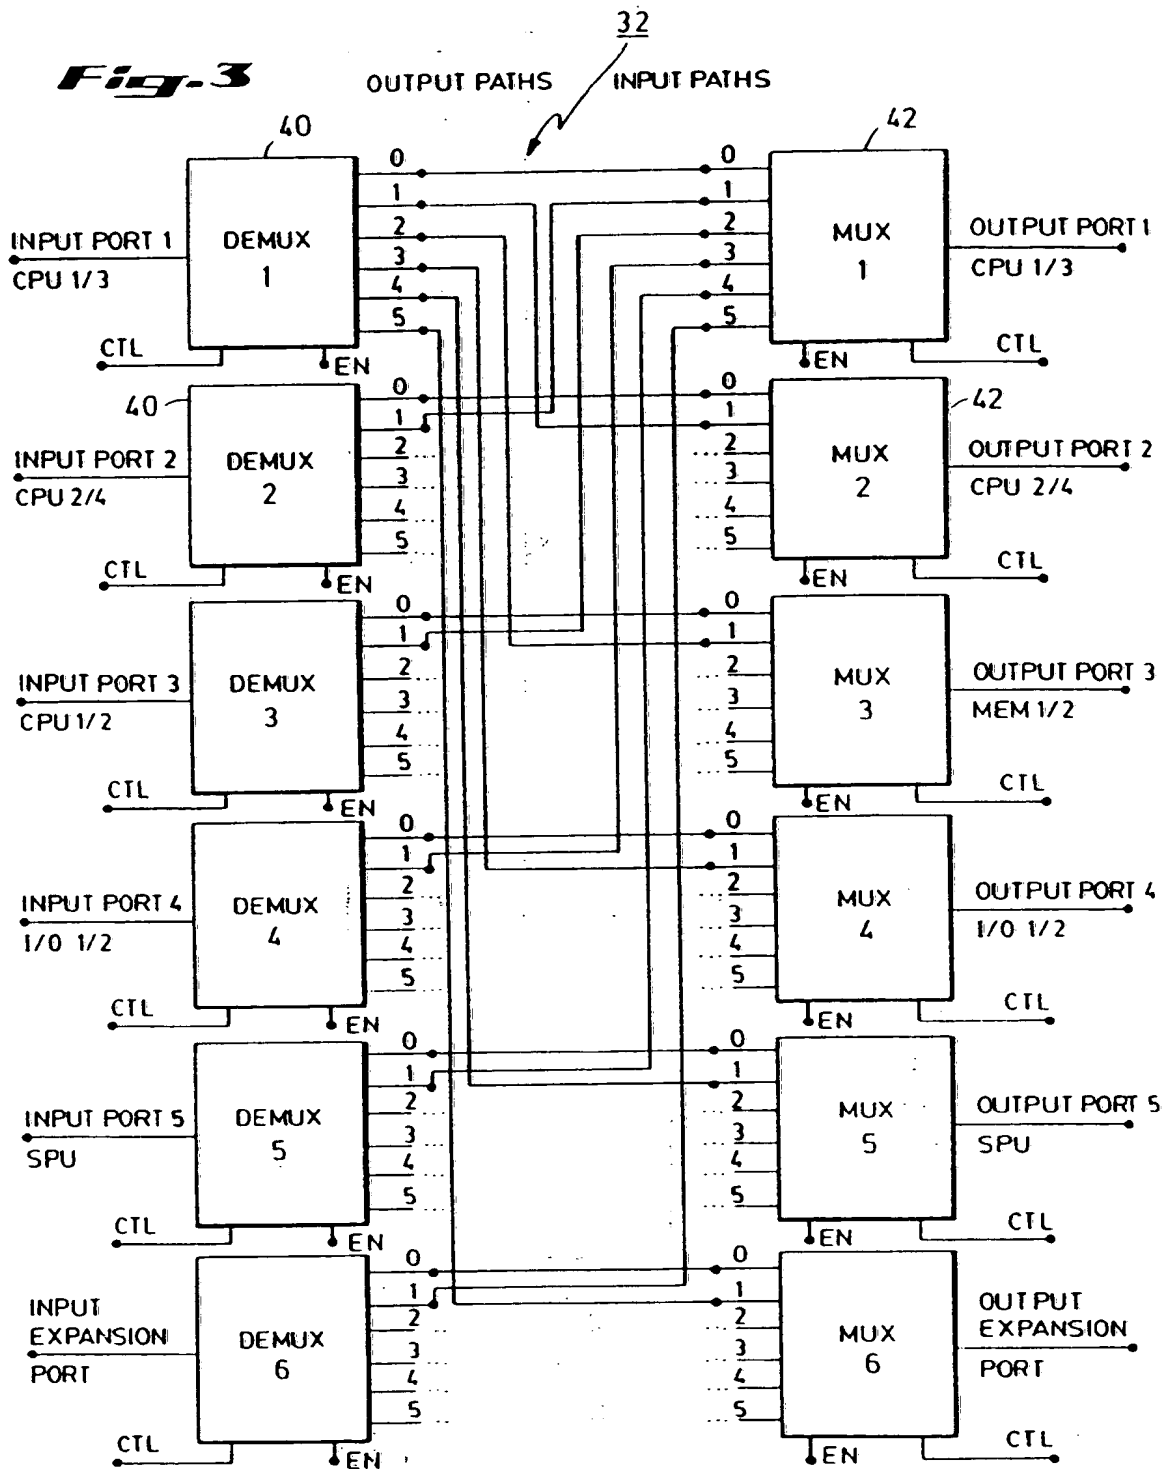 32
Fig.3
OUTPUT PATHS INPUT PATHS
40
42
INPUT PORT 1
CPU 1/3
DEMUX
1
0
1
2
3
4
5
CTL
EN
0
1
2
3
4
5
MUX
1
OUTPUT PORT 1
CPU 1/3
EN
CTL
40
INPUT PORT 2
CPU 2/4
DEMUX
2
0
1
2
3
4
5
CTL
EN
0
1
2
3
4
5
MUX
2
42
OUTPUT PORT 2
CPU 2/4
EN
CTL
INPUT PORT 3
CPU 1/2
DEMUX
3
0
1
2
3
4
5
CTL
EN
0
1
2
3
4
5
MUX
3
OUTPUT PORT 3
MEM 1/2
EN
CTL
INPUT PORT 4
I/O 1/2
DEMUX
4
0
1
2
3
4
5
CTL
EN
0
1
2
3
4
5
MUX
4
OUTPUT PORT 4
I/O 1/2
EN
CTL
INPUT PORT 5
SPU
DEMUX
5
0
1
2
3
4
5
CTL
EN
0
1
2
3
4
5
MUX
5
OUTPUT PORT 5
SPU
EN
CTL
INPUT
EXPANSION
PORT
DEMUX
6
0
1
2
3
4
5
CTL
EN
0
1
2
3
4
5
MUX
6
OUTPUT
EXPANSION
PORT
EN
CTL